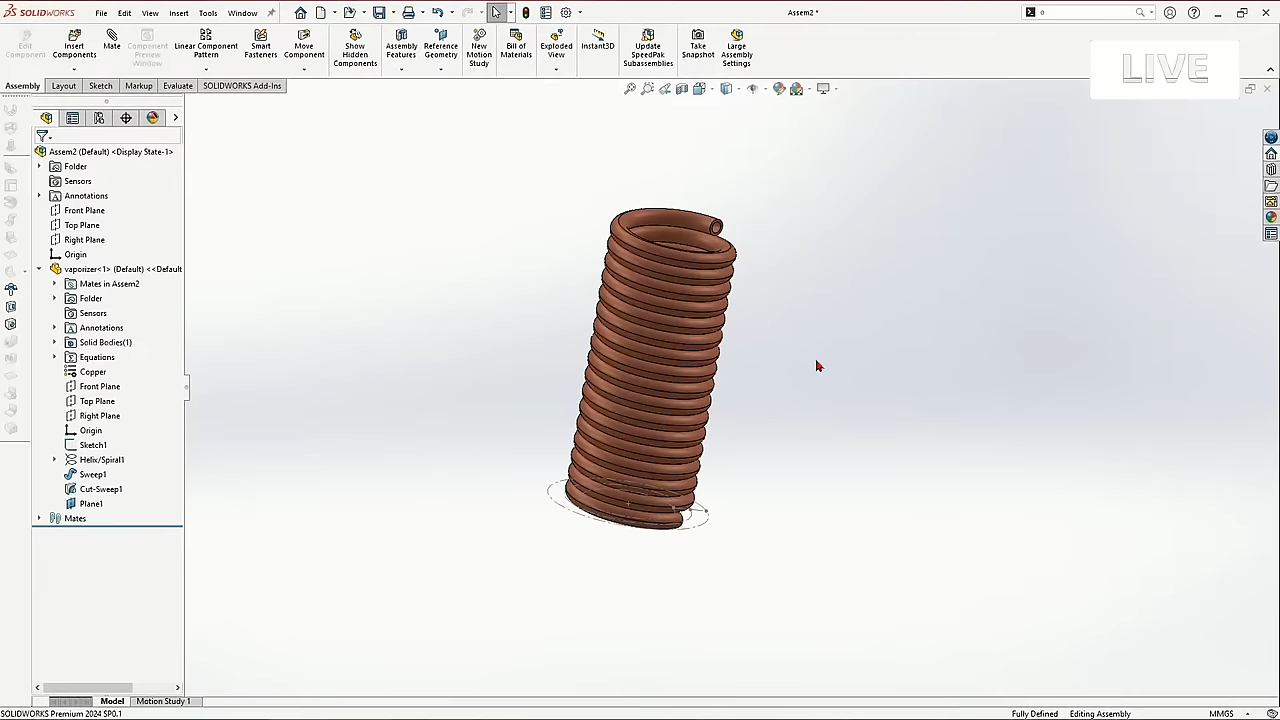 SOLIDWORKS File Edit View Insert Tools Window Assem2 * o
Edit Component
Insert Components
Mate
Component Preview Window
Linear Component Pattern
Smart Fasteners
Move Component
Show Hidden Components
Assembly Features
Reference Geometry
New Motion Study
Bill of Materials
Exploded View
Instant3D
Update SpeedPak Subassemblies
Take Snapshot
Large Assembly Settings
LIVE
Assembly Layout Sketch Markup Evaluate SOLIDWORKS Add-Ins
Assem2 (Default) <Display State-1>
Folder
Sensors
Annotations
Front Plane
Top Plane
Right Plane
Origin
vaporizer<1> (Default) <<Default
Mates in Assem2
Folder
Sensors
Annotations
Solid Bodies(1)
Equations
Copper
Front Plane
Top Plane
Right Plane
Origin
Sketch1
Helix/Spiral1
Sweep1
Cut-Sweep1
Plane1
Mates
Model Motion Study 1
SOLIDWORKS Premium 2024 SP0.1 Fully Defined Editing Assembly MMGS